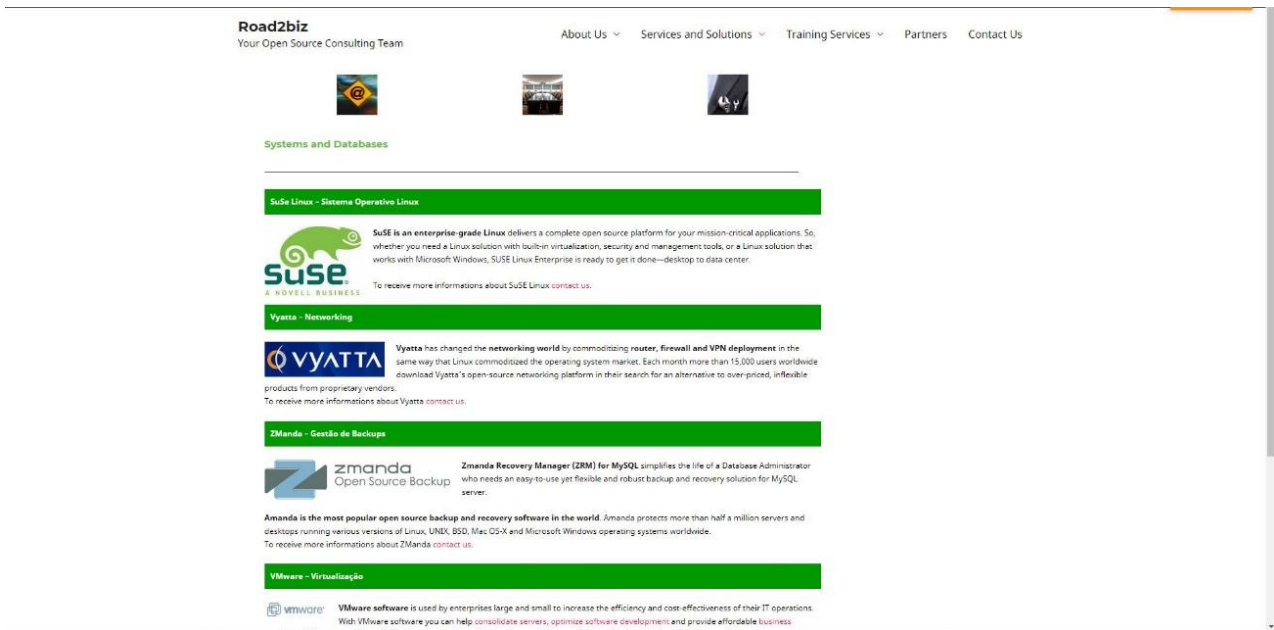 Road2biz
Your Open Source Consulting Team
About Us
Services and Solutions
Training Services
Partners
Contact Us
Systems and Databases
SuSe Linux – Sistema Operativo Linux
SUSE
A NOVELL BUSINESS
SuSE is an enterprise-grade Linux delivers a complete open source platform for your mission-critical applications. So,
whether you need a Linux solution with built-in virtualization, security and management tools, or a Linux solution that
works with Microsoft Windows, SUSE Linux Enterprise is ready to get it done—desktop to data center.
To receive more informations about SuSE Linux contact us.
Vyatta – Networking
VYATTA
Vyatta has changed the networking world by commoditizing router, firewall and VPN deployment in the
same way that Linux commoditized the operating system market. Each month more than 15,000 users worldwide
download Vyatta's open-source networking platform in their search for an alternative to over-priced, inflexible
products from proprietary vendors.
To receive more informations about Vyatta contact us.
ZManda – Gestão de Backups
zmanda
Open Source Backup
Zmanda Recovery Manager (ZRM) for MySQL simplifies the life of a Database Administrator
who needs an easy-to-use yet flexible and robust backup and recovery solution for MySQL
server.
Amanda is the most popular open source backup and recovery software in the world. Amanda protects more than half a million servers and
desktops running various versions of Linux, UNIX, BSD, Mac OS-X and Microsoft Windows operating systems worldwide.
To receive more informations about ZManda contact us.
VMware – Virtualização
vmware
VMware software is used by enterprises large and small to increase the efficiency and cost-effectiveness of their IT operations.
With VMware software you can help consolidate servers, optimize software development and provide affordable business